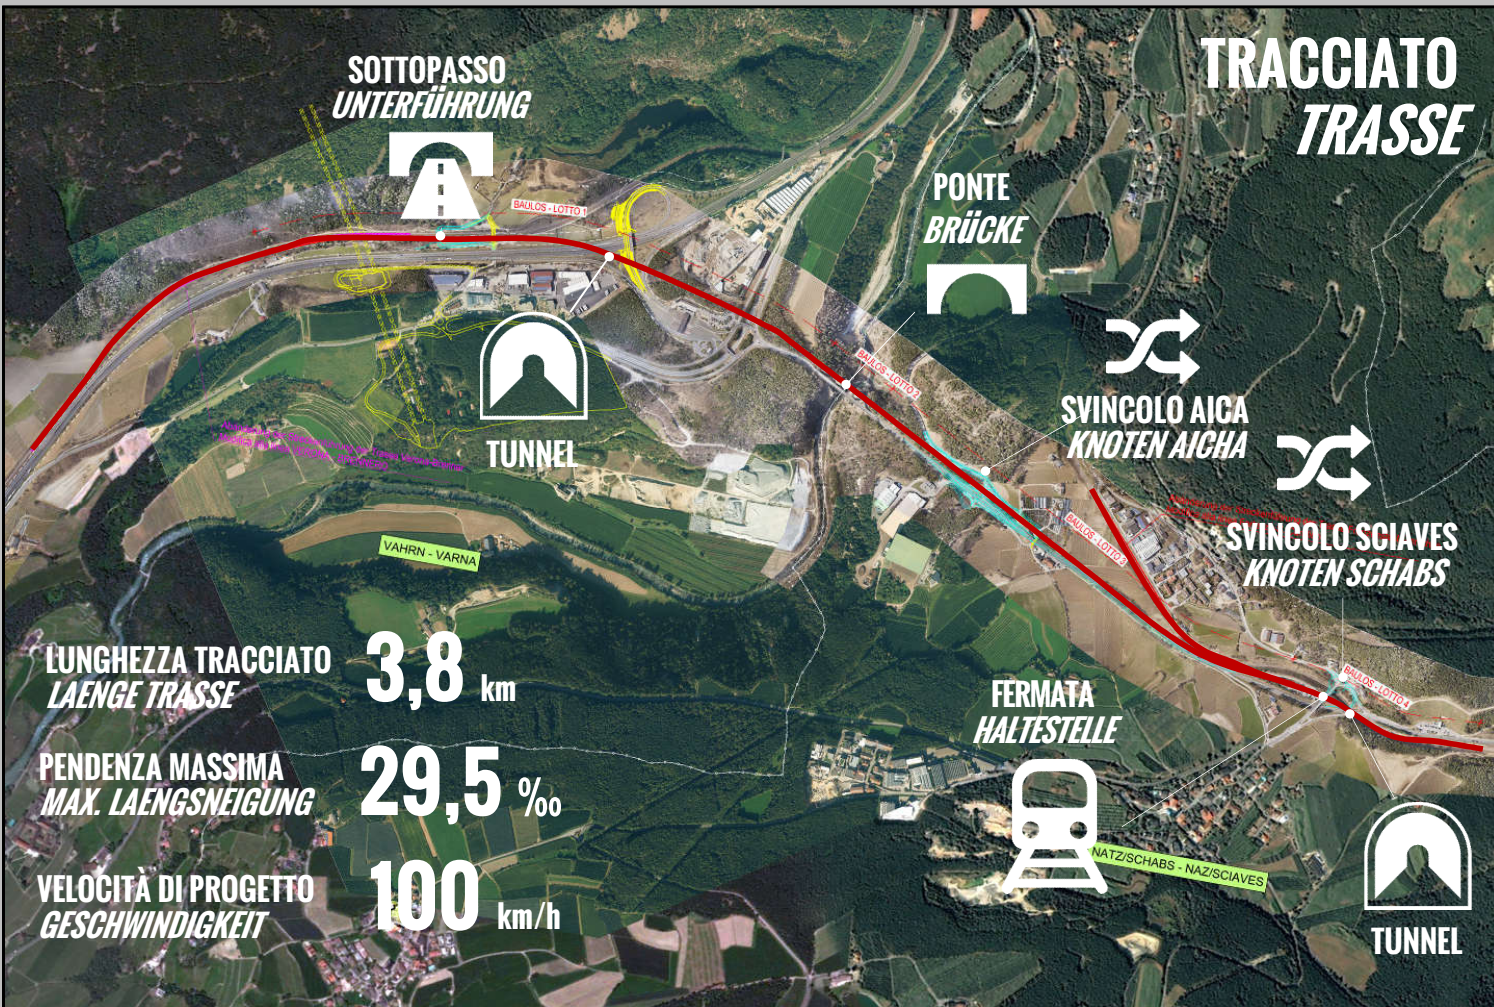 TRACCIATO
TRASSE
SOTTOPASSO
UNTERFÜHRUNG
BAULOS - LOTTO 1
PONTE
BRÜCKE
TUNNEL
BAULOS - LOTTO 2
SVINCOLO AICA
KNOTEN AICHA
BAULOS - LOTTO 3
SVINCOLO SCIAVES
KNOTEN SCHABS
VAHRN - VARNA
LUNGHEZZA TRACCIATO
LAENGE TRASSE
3,8 km
PENDENZA MASSIMA
MAX. LAENGSNEIGUNG
29,5 ‰
VELOCITÀ DI PROGETTO
GESCHWINDIGKEIT
100 km/h
FERMATA
HALTESTELLE
BAULOS - LOTTO 4
NATZ/SCHABS - NAZ/SCIAVES
TUNNEL